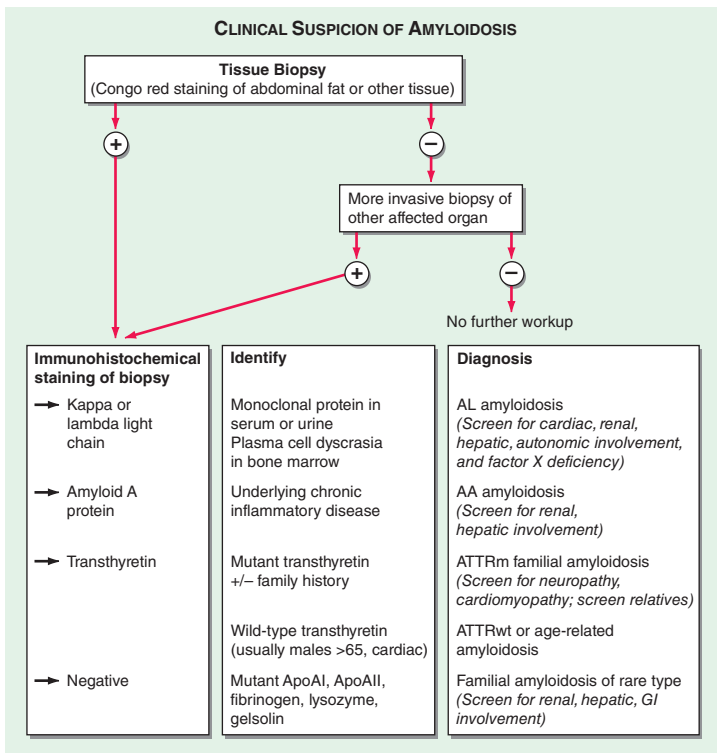 CLINICAL SUSPICION OF AMYLOIDOSIS
Tissue Biopsy
(Congo red staining of abdominal fat or other tissue)
+
−
More invasive biopsy of
other affected organ
+
−
No further workup
Immunohistochemical
staining of biopsy
Kappa or
lambda light
chain
Amyloid A
protein
Transthyretin
Negative
Identify
Monoclonal protein in
serum or urine
Plasma cell dyscrasia
in bone marrow
Underlying chronic
inflammatory disease
Mutant transthyretin
+/– family history
Wild-type transthyretin
(usually males >65, cardiac)
Mutant ApoAI, ApoAII,
fibrinogen, lysozyme,
gelsolin
Diagnosis
AL amyloidosis
(Screen for cardiac, renal,
hepatic, autonomic involvement,
and factor X deficiency)
AA amyloidosis
(Screen for renal,
hepatic involvement)
ATTRm familial amyloidosis
(Screen for neuropathy,
cardiomyopathy; screen relatives)
ATTRwt or age-related
amyloidosis
Familial amyloidosis of rare type
(Screen for renal, hepatic, GI
involvement)